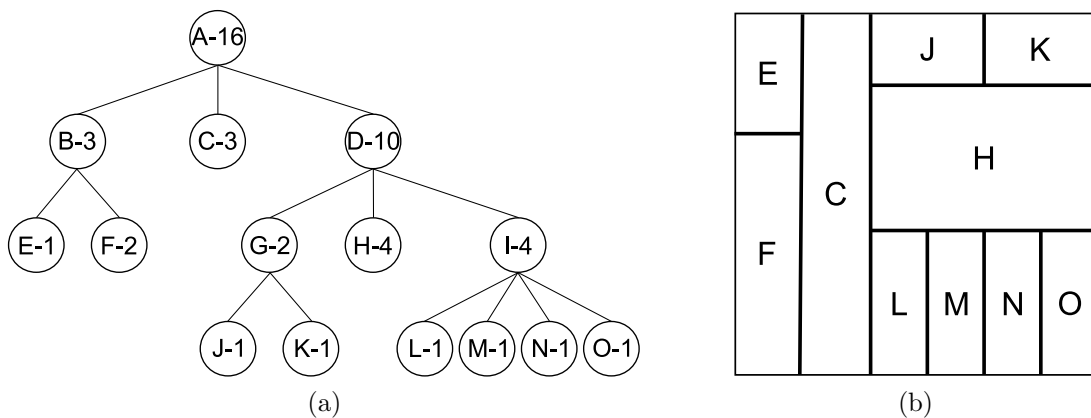 A-16
B-3 C-3 D-10
E-1 F-2 G-2 H-4 I-4
J-1 K-1 L-1 M-1 N-1 O-1
(a)
E J K
C H
F
L M N O
(b)